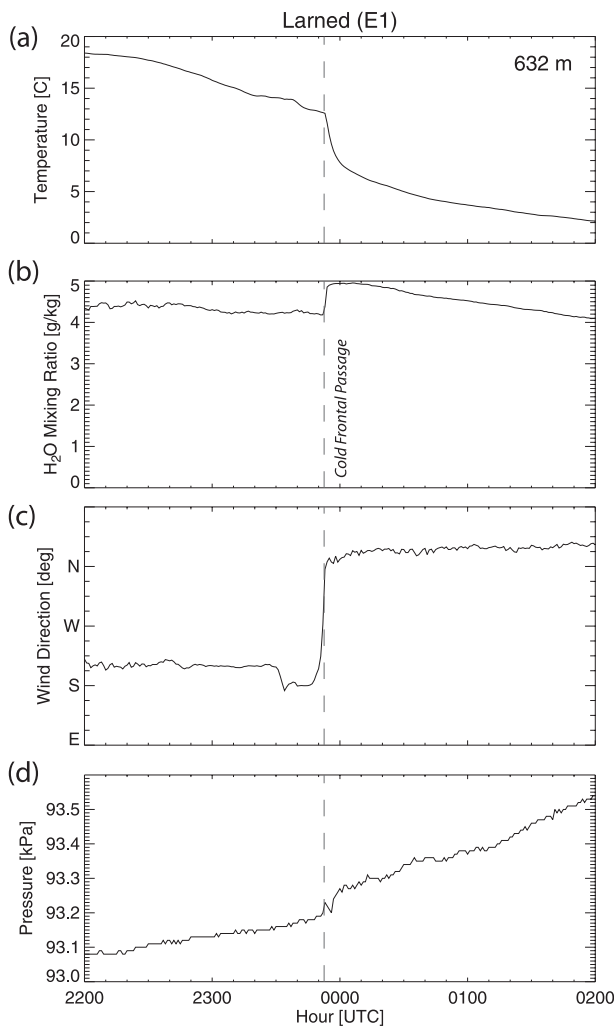 Larned (E1)
(a)
632 m
20
15
10
5
0
Temperature [C]
(b)
5
4
3
2
1
0
H₂O Mixing Ratio [g/kg]
Cold Frontal Passage
(c)
N
W
S
E
Wind Direction [deg]
(d)
93.5
93.4
93.3
93.2
93.1
93.0
Pressure [kPa]
2200 2300 0000 0100 0200
Hour [UTC]